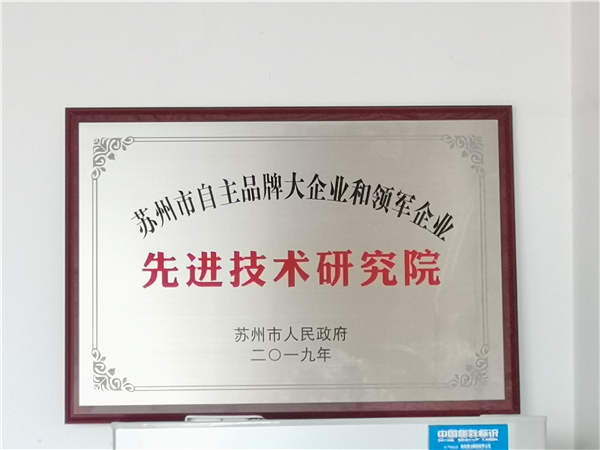 苏州市自主品牌大企业和领军企业
先进技术研究院
苏州市人民政府
二〇一九年
中国能效标识